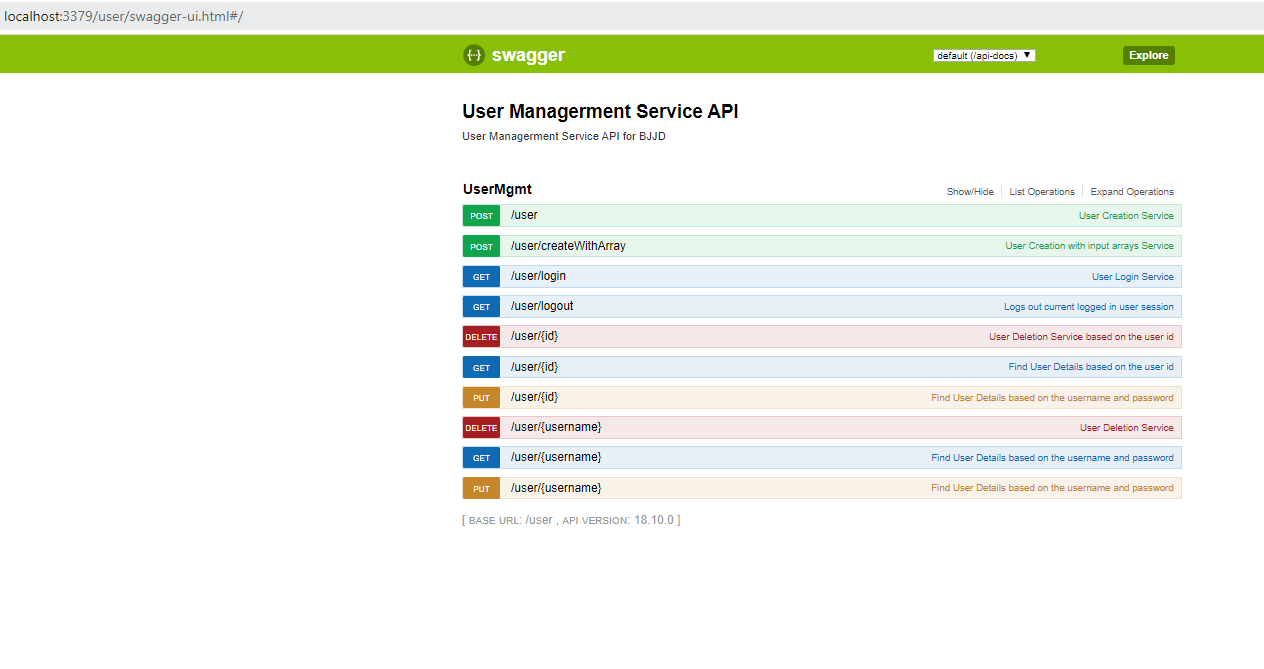 localhost:3379/user/swagger-ui.html#/
{··} swagger default (/api-docs) ▼ Explore
User Managerment Service API
User Management Service API for BJJD
UserMgmt Show/Hide List Operations Expand Operations
POST /user User Creation Service
POST /user/createWithArray User Creation with input arrays Service
GET /user/login User Login Service
GET /user/logout Logs out current logged in user session
DELETE /user/{id} User Deletion Service based on the user id
GET /user/{id} Find User Details based on the user id
PUT /user/{id} Find User Details based on the username and password
DELETE /user/{username} User Deletion Service
GET /user/{username} Find User Details based on the username and password
PUT /user/{username} Find User Details based on the username and password
[ BASE URL: /user , API VERSION: 18.10.0 ]